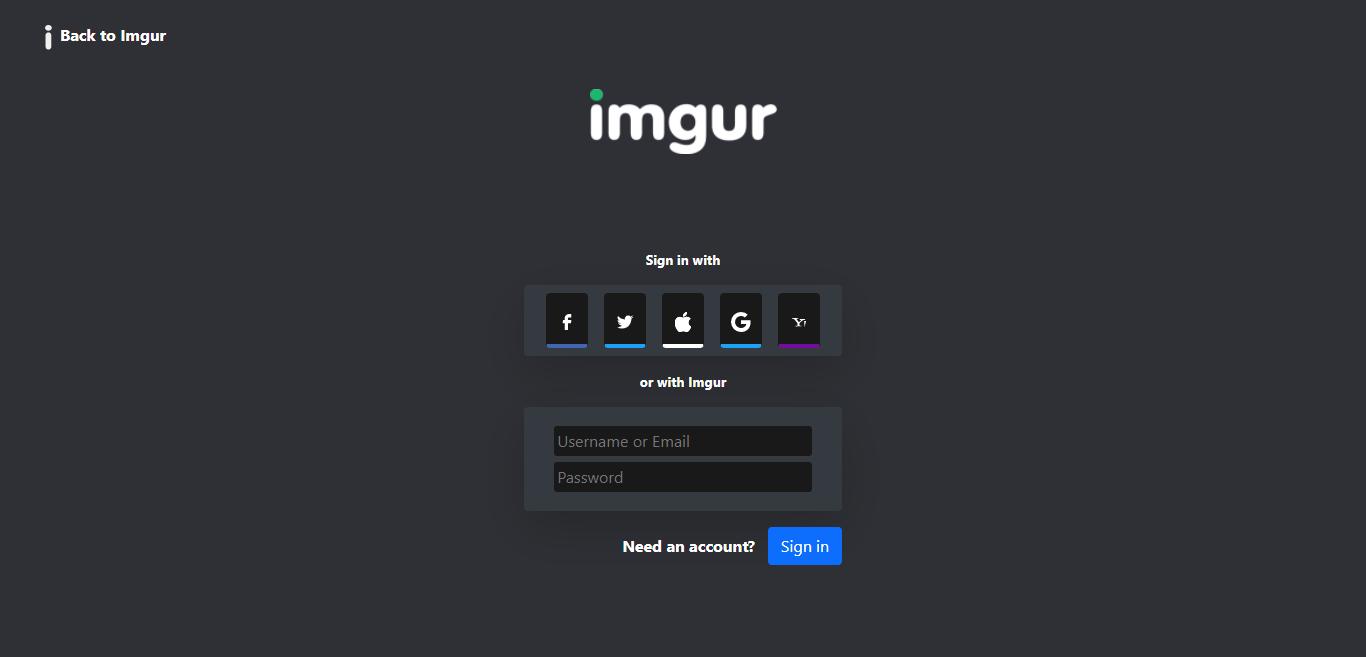 Back to Imgur
imgur
Sign in with
or with Imgur
Username or Email
Password
Need an account? Sign in